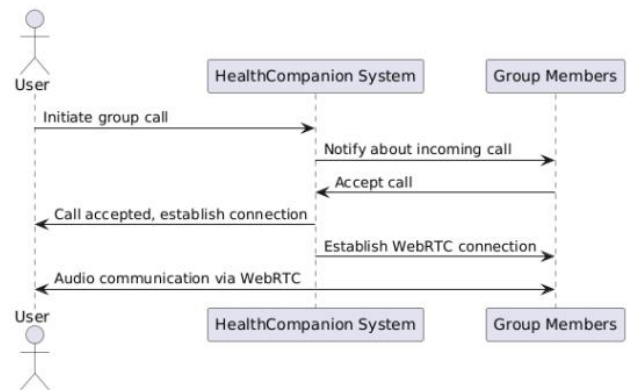 User
HealthCompanion System
Group Members
Initiate group call
Notify about incoming call
Accept call
Call accepted, establish connection
Establish WebRTC connection
Audio communication via WebRTC
User
HealthCompanion System
Group Members